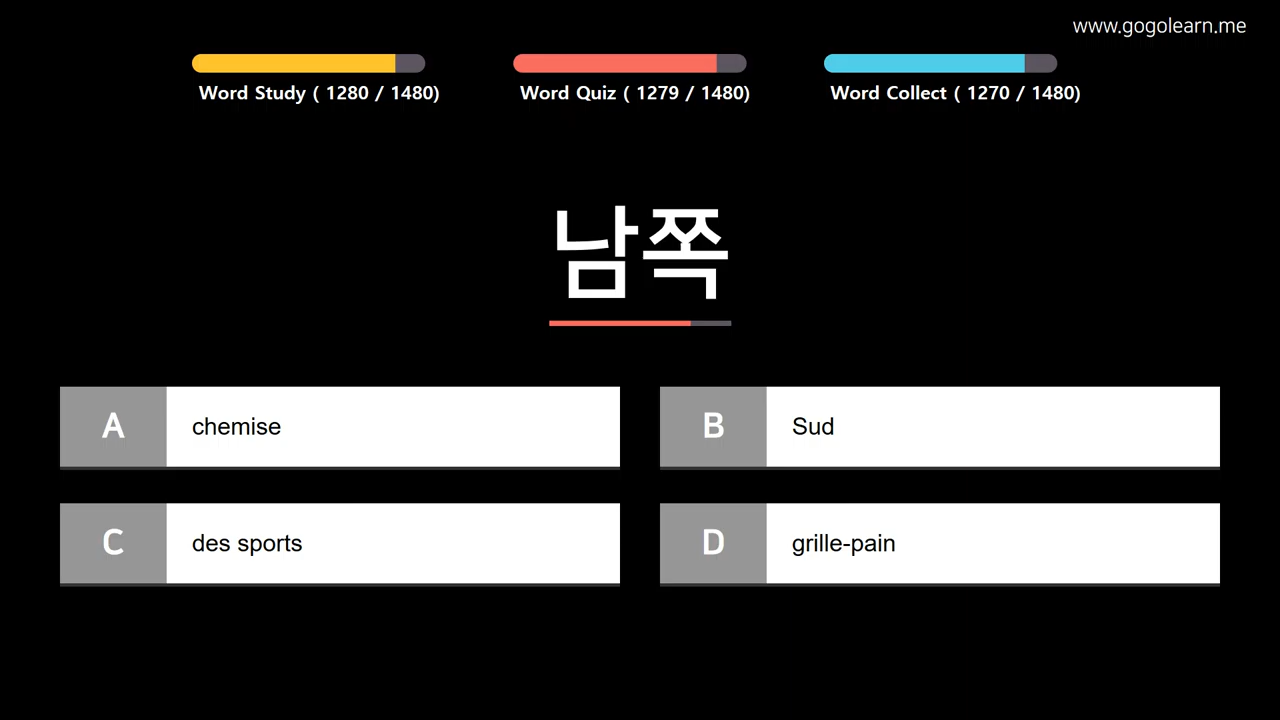 www.gogolearn.me
Word Study ( 1280 / 1480)
Word Quiz ( 1279 / 1480)
Word Collect ( 1270 / 1480)
남쪽
A chemise
B Sud
C des sports
D grille-pain